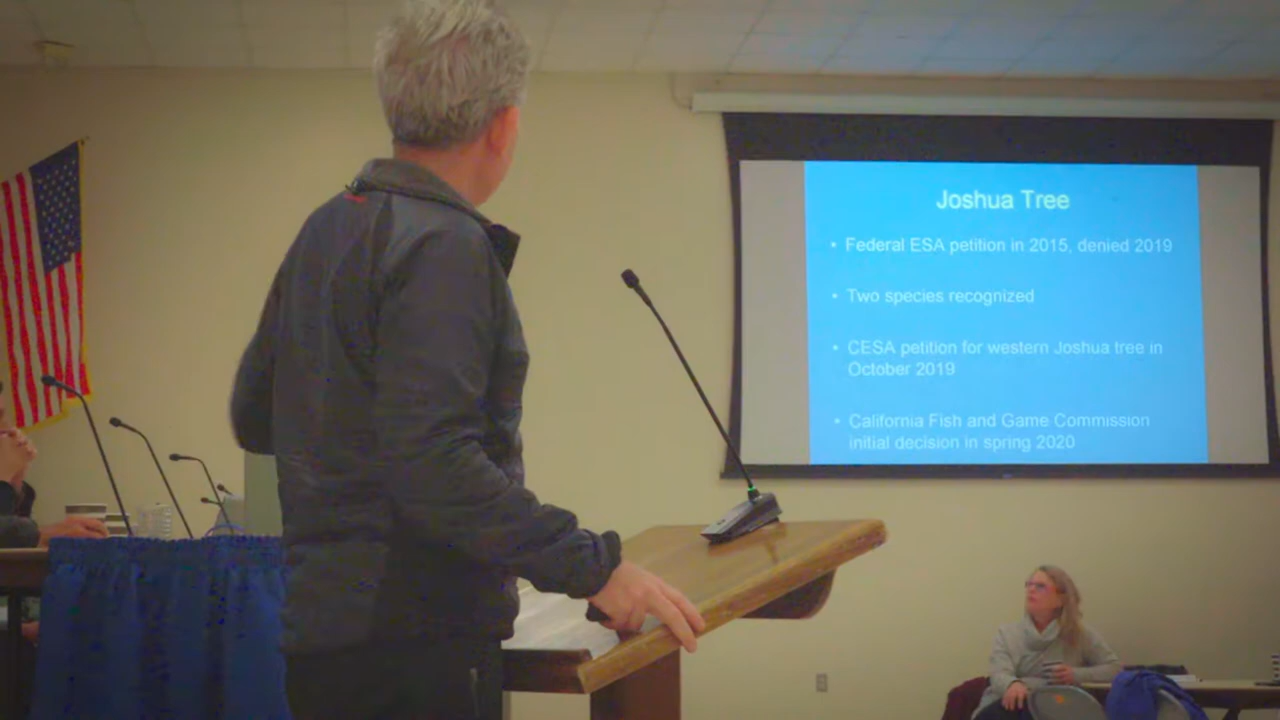 Joshua Tree
• Federal ESA petition in 2015, denied 2019
• Two species recognized
• CESA petition for western Joshua tree in
October 2019
• California Fish and Game Commission
initial decision in spring 2020